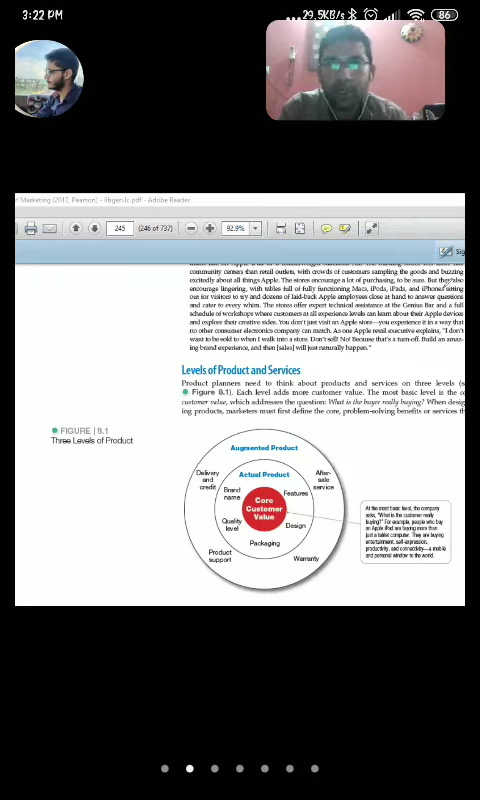 3:22 PM
29.5KB/s
86
f Marketing (2017, Pearson) - libgen.lc.pdf - Adobe Reader
245
(246 of 737)
92.9%
Sig
community careers than retail outlets, with crowds of customers sampling the goods and buzzing
excitedly about all things Apple. The stores encourage a lot of purchasing, to be sure. But they also
encourage lingering, with tables full of fully functioning Macs, iPods, iPads, and iPhones sitting
out for visitors to try and dozens of laid-back Apple employees close at hand to answer questions
and cater to every whim. The stores offer expert technical assistance at the Genius Bar and a full
schedule of workshops where customers at all experience levels can learn about their Apple devices
and explore their creative sides. You don't just visit an Apple store—you experience it in a way that
no other consumer electronics company can match. As one Apple retail executive explains, "I don't
want to be sold to when I walk into a store. Don't sell! No! Because that's a turn-off. Build an amaz-
ing brand experience, and then [sales] will just naturally happen."
Levels of Product and Services
Product planners need to think about products and services on three levels (s
Figure 8.1). Each level adds more customer value. The most basic level is the co
customer value, which addresses the question: What is the buyer really buying? When desig
ing products, marketers must first define the core, problem-solving benefits or services th
FIGURE | 8.1
Three Levels of Product
Augmented Product
Delivery
and
credit
Actual Product
After-
sale
service
Brand
name
Features
Core
Customer
Value
Quality
level
Design
Packaging
Product
support
Warranty
At the most basic level, the company
asks, "What is the customer really
buying?" For example, people who buy
an Apple iPad are buying more than
just a tablet computer. They are buying
entertainment, self-expression,
productivity, and connectivity—a mobile
and personal window to the world.